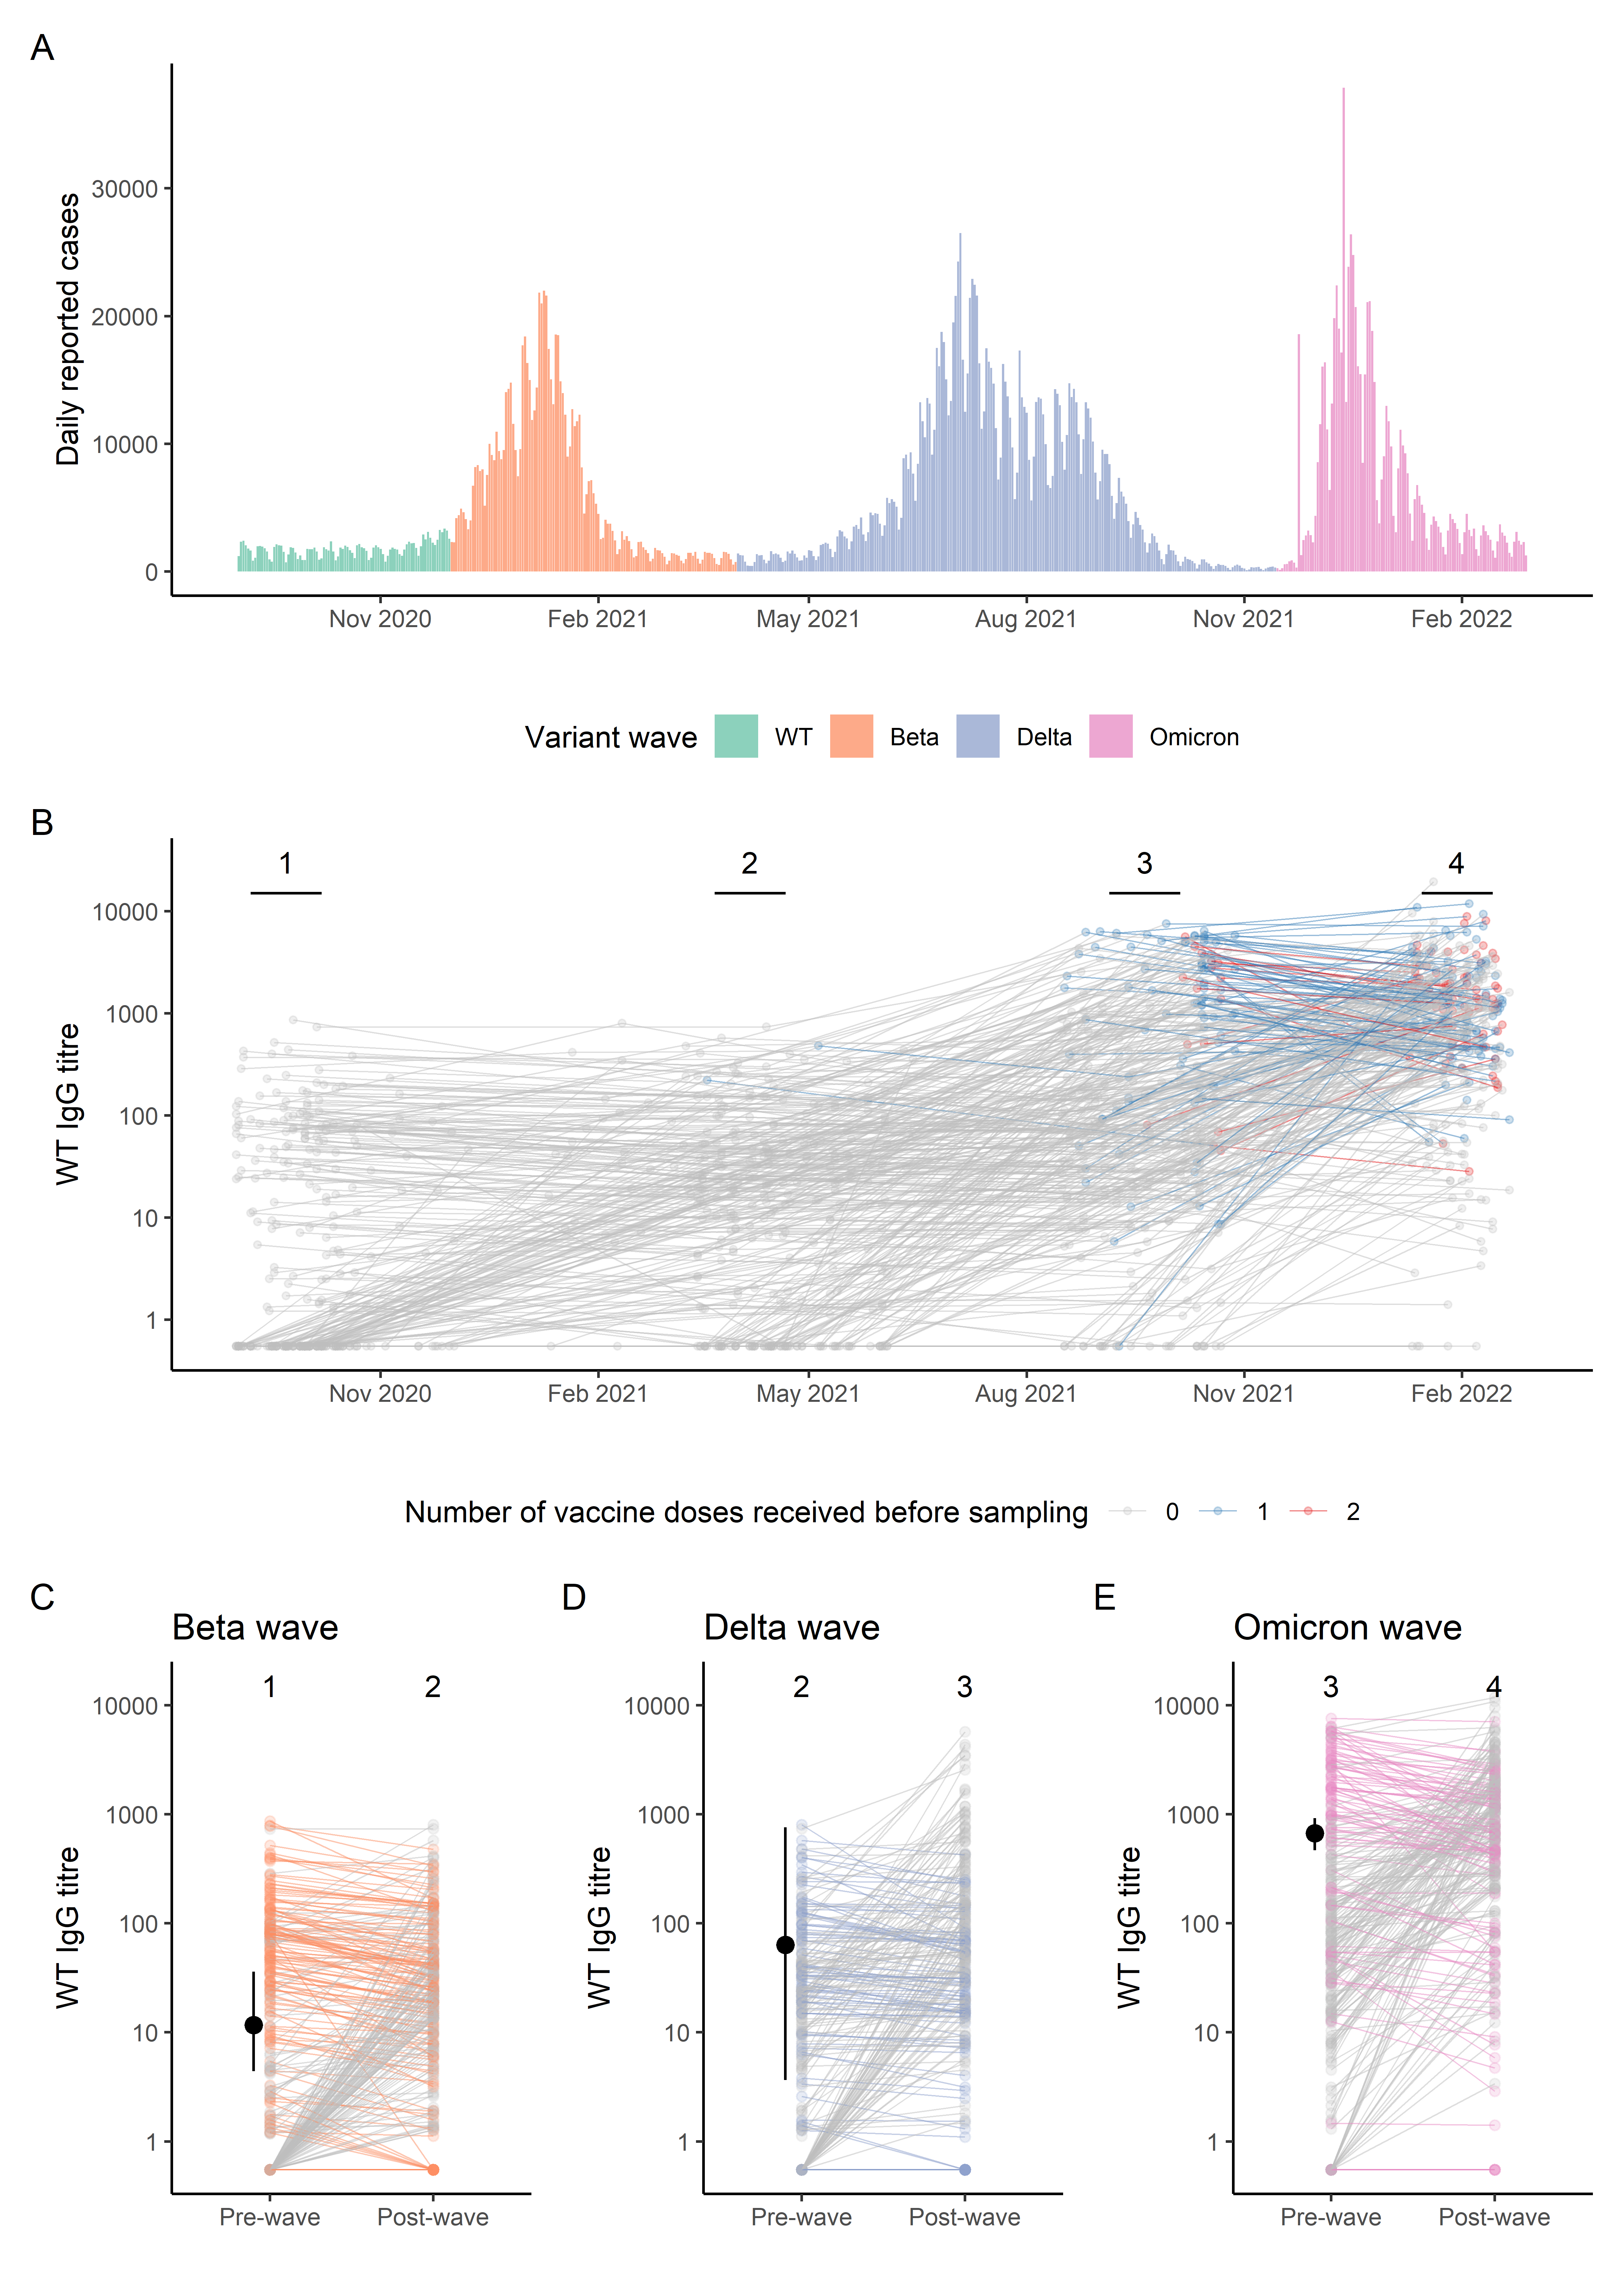 A
Daily reported cases
30000
20000
10000
0
Nov 2020 Feb 2021 May 2021 Aug 2021 Nov 2021 Feb 2022
Variant wave WT Beta Delta Omicron
B
1 2 3 4
WT IgG titre
10000
1000
100
10
1
Nov 2020 Feb 2021 May 2021 Aug 2021 Nov 2021 Feb 2022
Number of vaccine doses received before sampling 0 1 2
C
Beta wave
1 2
WT IgG titre
10000
1000
100
10
1
Pre-wave Post-wave
D
Delta wave
2 3
WT IgG titre
10000
1000
100
10
1
Pre-wave Post-wave
E
Omicron wave
3 4
WT IgG titre
10000
1000
100
10
1
Pre-wave Post-wave